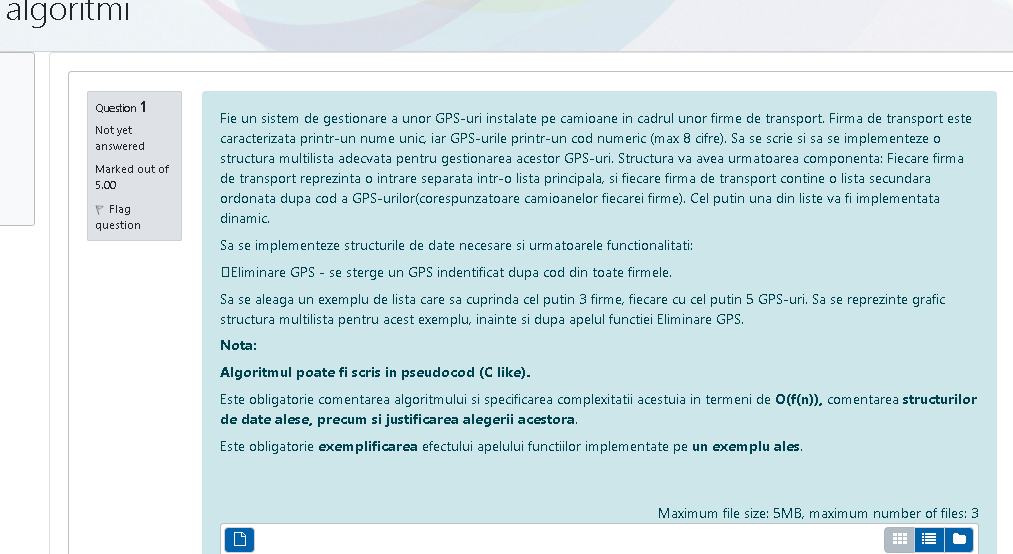 algoritmi
Question 1
Not yet
answered
Marked out of
5.00
Flag
question
Fie un sistem de gestionare a unor GPS-uri instalate pe camioane in cadrul unor firme de transport. Firma de transport este
caracterizata printr-un nume unic, iar GPS-urile printr-un cod numeric (max 8 cifre). Sa se scrie si sa se implementeze o
structura multilista adecvata pentru gestionarea acestor GPS-uri. Structura va avea urmatoarea componenta: Fiecare firma
de transport reprezinta o intrare separata intr-o lista principala, si fiecare firma de transport contine o lista secundara
ordonata dupa cod a GPS-urilor(corespunzatoare camioanelor fiecarei firme). Cel putin una din liste va fi implementata
dinamic.
Sa se implementeze structurile de date necesare si urmatoarele functionalitati:
Eliminare GPS - se sterge un GPS indentificat dupa cod din toate firmele.
Sa se aleaga un exemplu de lista care sa cuprinda cel putin 3 firme, fiecare cu cel putin 5 GPS-uri. Sa se reprezinte grafic
structura multilista pentru acest exemplu, inainte si dupa apelul functiei Eliminare GPS.
Nota:
Algoritmul poate fi scris in pseudocod (C like).
Este obligatorie comentarea algoritmului si specificarea complexitatii acestuia in termeni de O(f(n)), comentarea structurilor
de date alese, precum si justificarea alegerii acestora.
Este obligatorie exemplificarea efectului apelului functiilor implementate pe un exemplu ales.
Maximum file size: 5MB, maximum number of files: 3